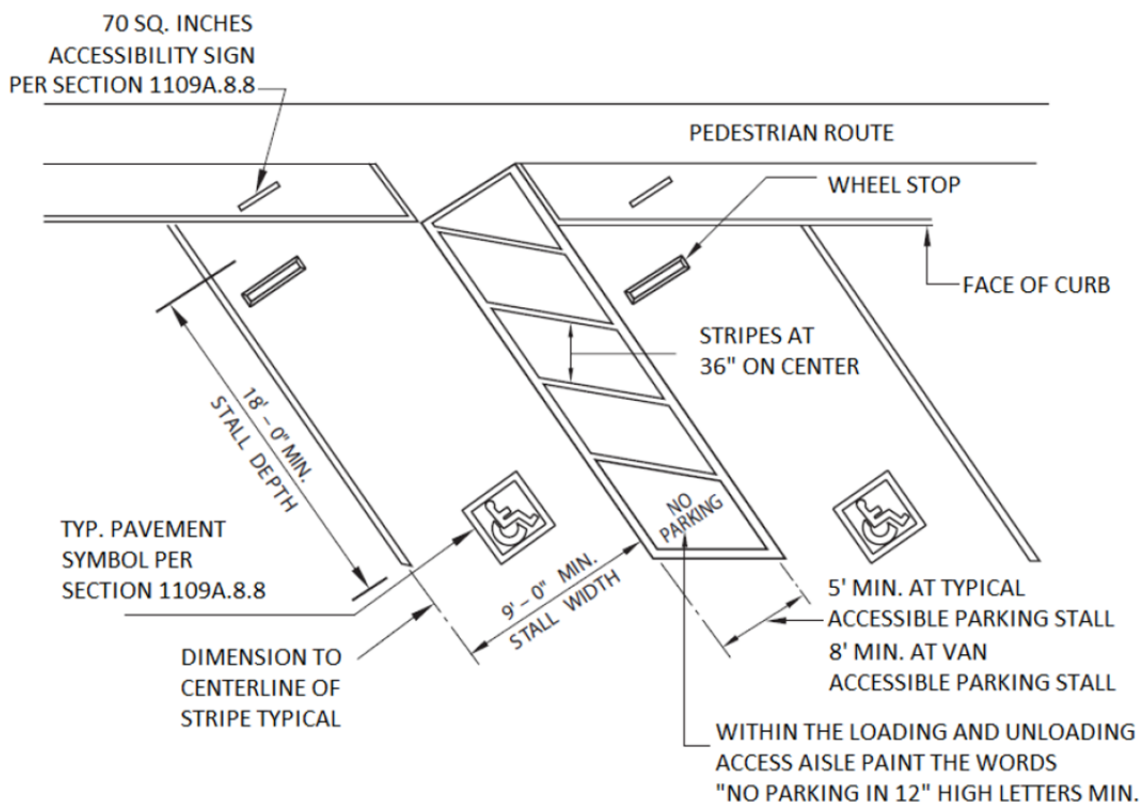 70 SQ. INCHES
ACCESSIBILITY SIGN
PER SECTION 1109A.8.8
PEDESTRIAN ROUTE
WHEEL STOP
FACE OF CURB
STRIPES AT
36" ON CENTER
18' – 0" MIN.
STALL DEPTH
NO
PARKING
TYP. PAVEMENT
SYMBOL PER
SECTION 1109A.8.8
9' – 0" MIN.
STALL WIDTH
5' MIN. AT TYPICAL
ACCESSIBLE PARKING STALL
8' MIN. AT VAN
ACCESSIBLE PARKING STALL
DIMENSION TO
CENTERLINE OF
STRIPE TYPICAL
WITHIN THE LOADING AND UNLOADING
ACCESS AISLE PAINT THE WORDS
"NO PARKING IN 12" HIGH LETTERS MIN.